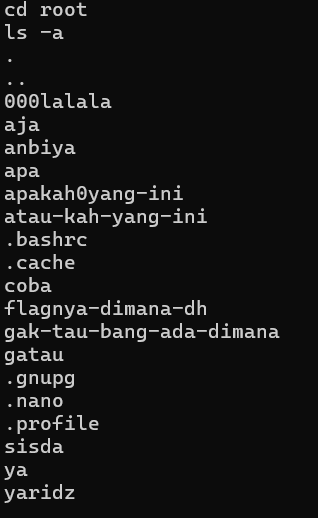 cd root
ls -a
.
..
000lalala
aja
anbiya
apa
apakah0yang-ini
atau-kah-yang-ini
.bashrc
.cache
coba
flagnya-dimana-dh
gak-tau-bang-ada-dimana
gatau
.gnupg
.nano
.profile
sisda
ya
yaridz